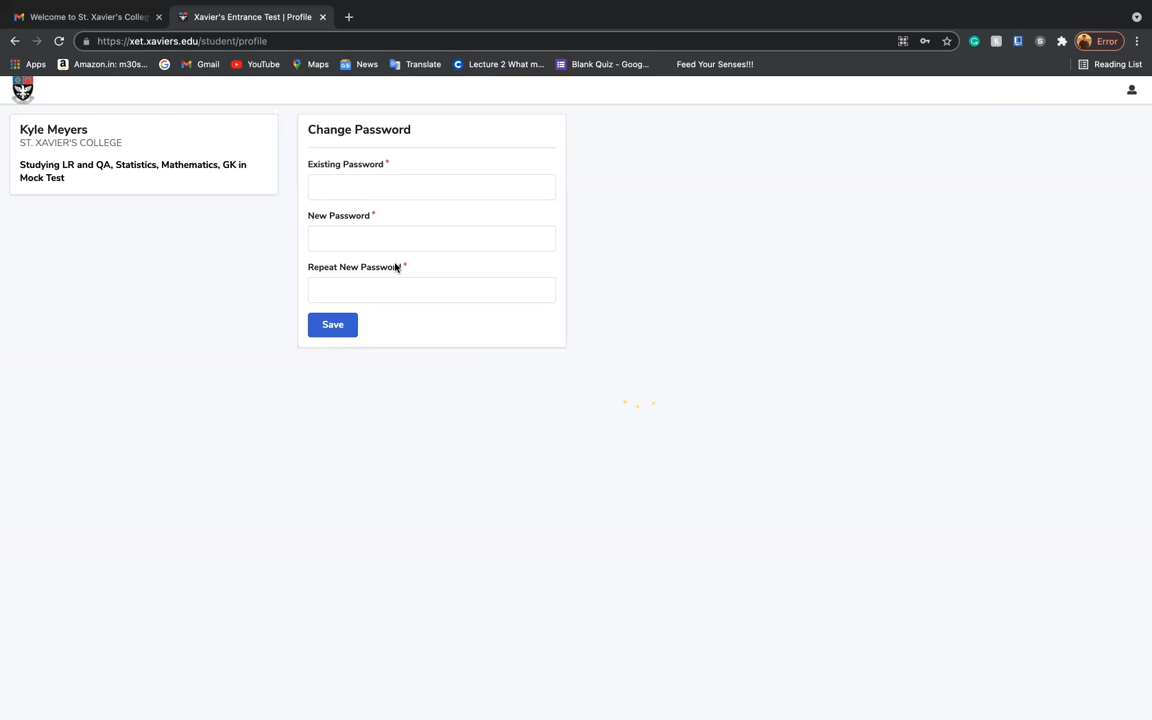 Welcome to St. Xavier's Colleg
Xavier's Entrance Test | Profile
https://xet.xaviers.edu/student/profile
Error
Apps
Amazon.in: m30s...
Gmail
YouTube
Maps
News
Translate
Lecture 2 What m...
Blank Quiz - Goog...
Feed Your Senses!!!
Reading List
Kyle Meyers
ST. XAVIER'S COLLEGE
Studying LR and QA, Statistics, Mathematics, GK in
Mock Test
Change Password
Existing Password *
New Password *
Repeat New Password *
Save